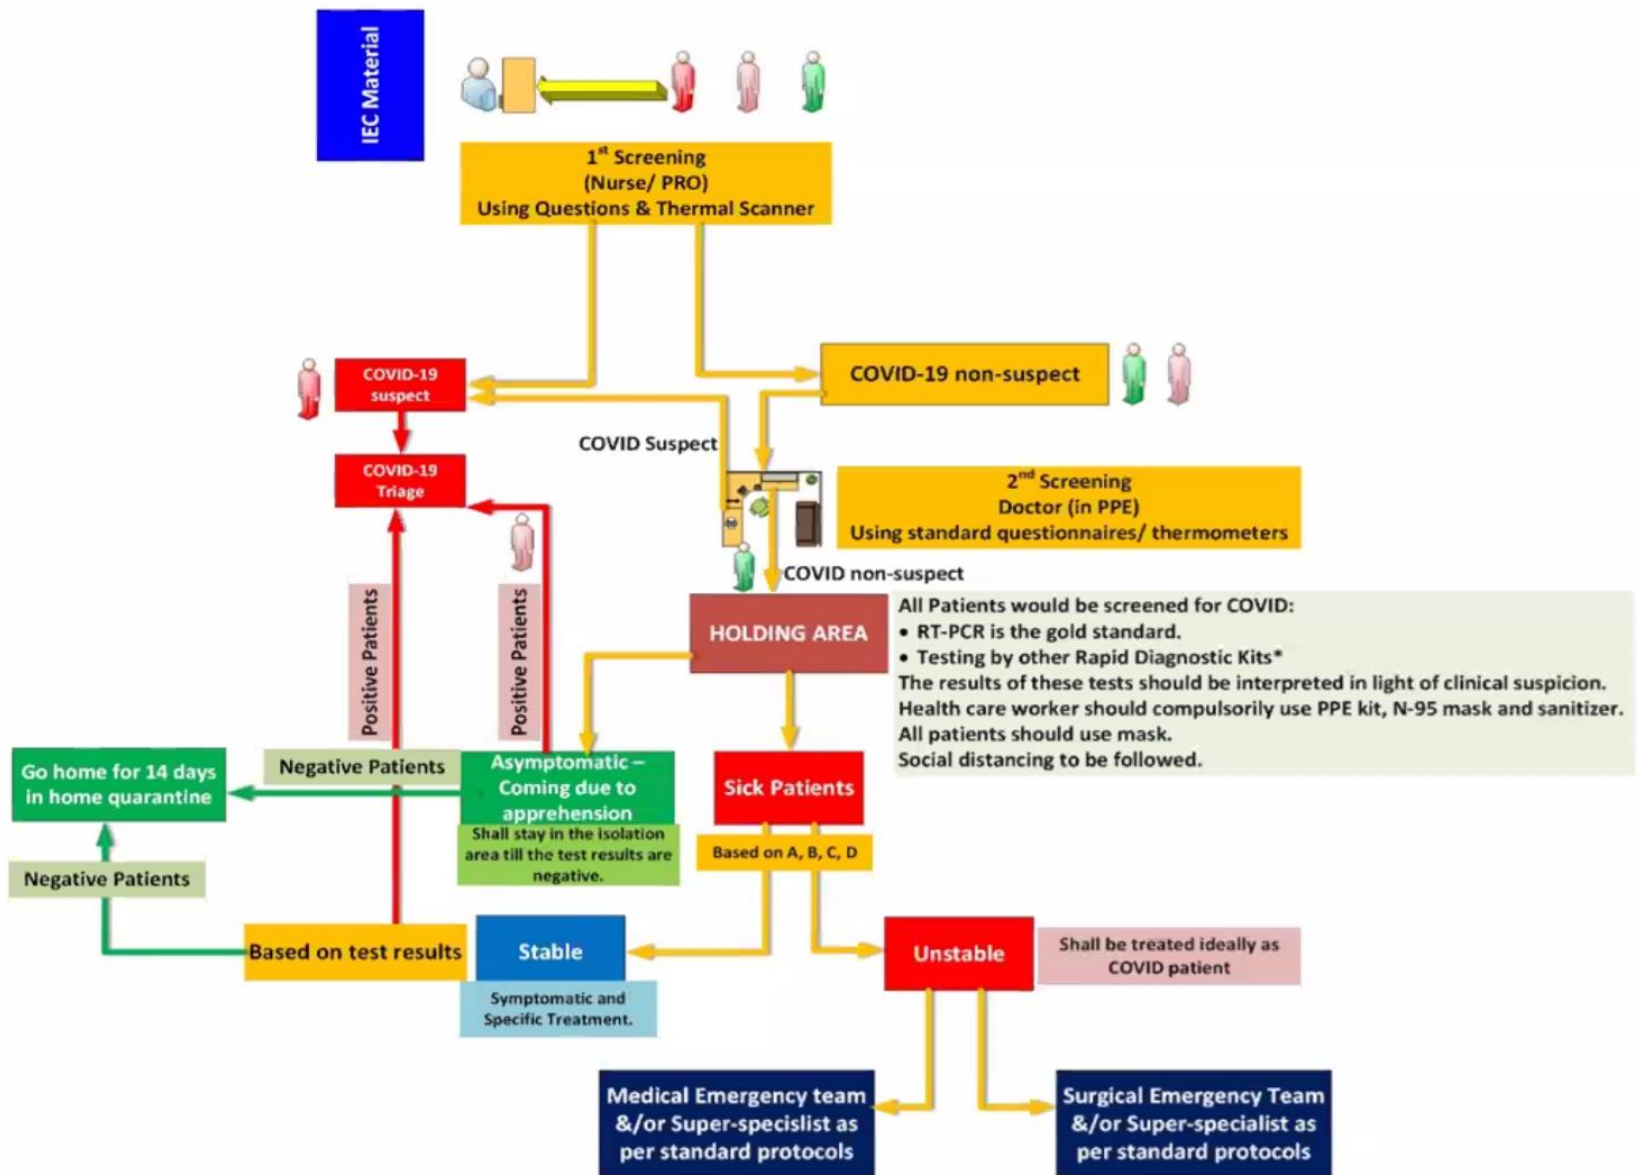 IEC Material
1st Screening
(Nurse/ PRO)
Using Questions & Thermal Scanner
COVID-19
suspect
COVID-19 non-suspect
COVID Suspect
COVID-19
Triage
2nd Screening
Doctor (in PPE)
Using standard questionnaires/ thermometers
COVID non-suspect
HOLDING AREA
All Patients would be screened for COVID:
• RT-PCR is the gold standard.
• Testing by other Rapid Diagnostic Kits*
The results of these tests should be interpreted in light of clinical suspicion.
Health care worker should compulsorily use PPE kit, N-95 mask and sanitizer.
All patients should use mask.
Social distancing to be followed.
Positive Patients
Positive Patients
Go home for 14 days
in home quarantine
Negative Patients
Asymptomatic –
Coming due to
apprehension
Shall stay in the isolation
area till the test results are
negative.
Sick Patients
Based on A, B, C, D
Negative Patients
Based on test results
Stable
Symptomatic and
Specific Treatment.
Unstable
Shall be treated ideally as
COVID patient
Medical Emergency team
&/or Super-specislist as
per standard protocols
Surgical Emergency Team
&/or Super-specialist as
per standard protocols